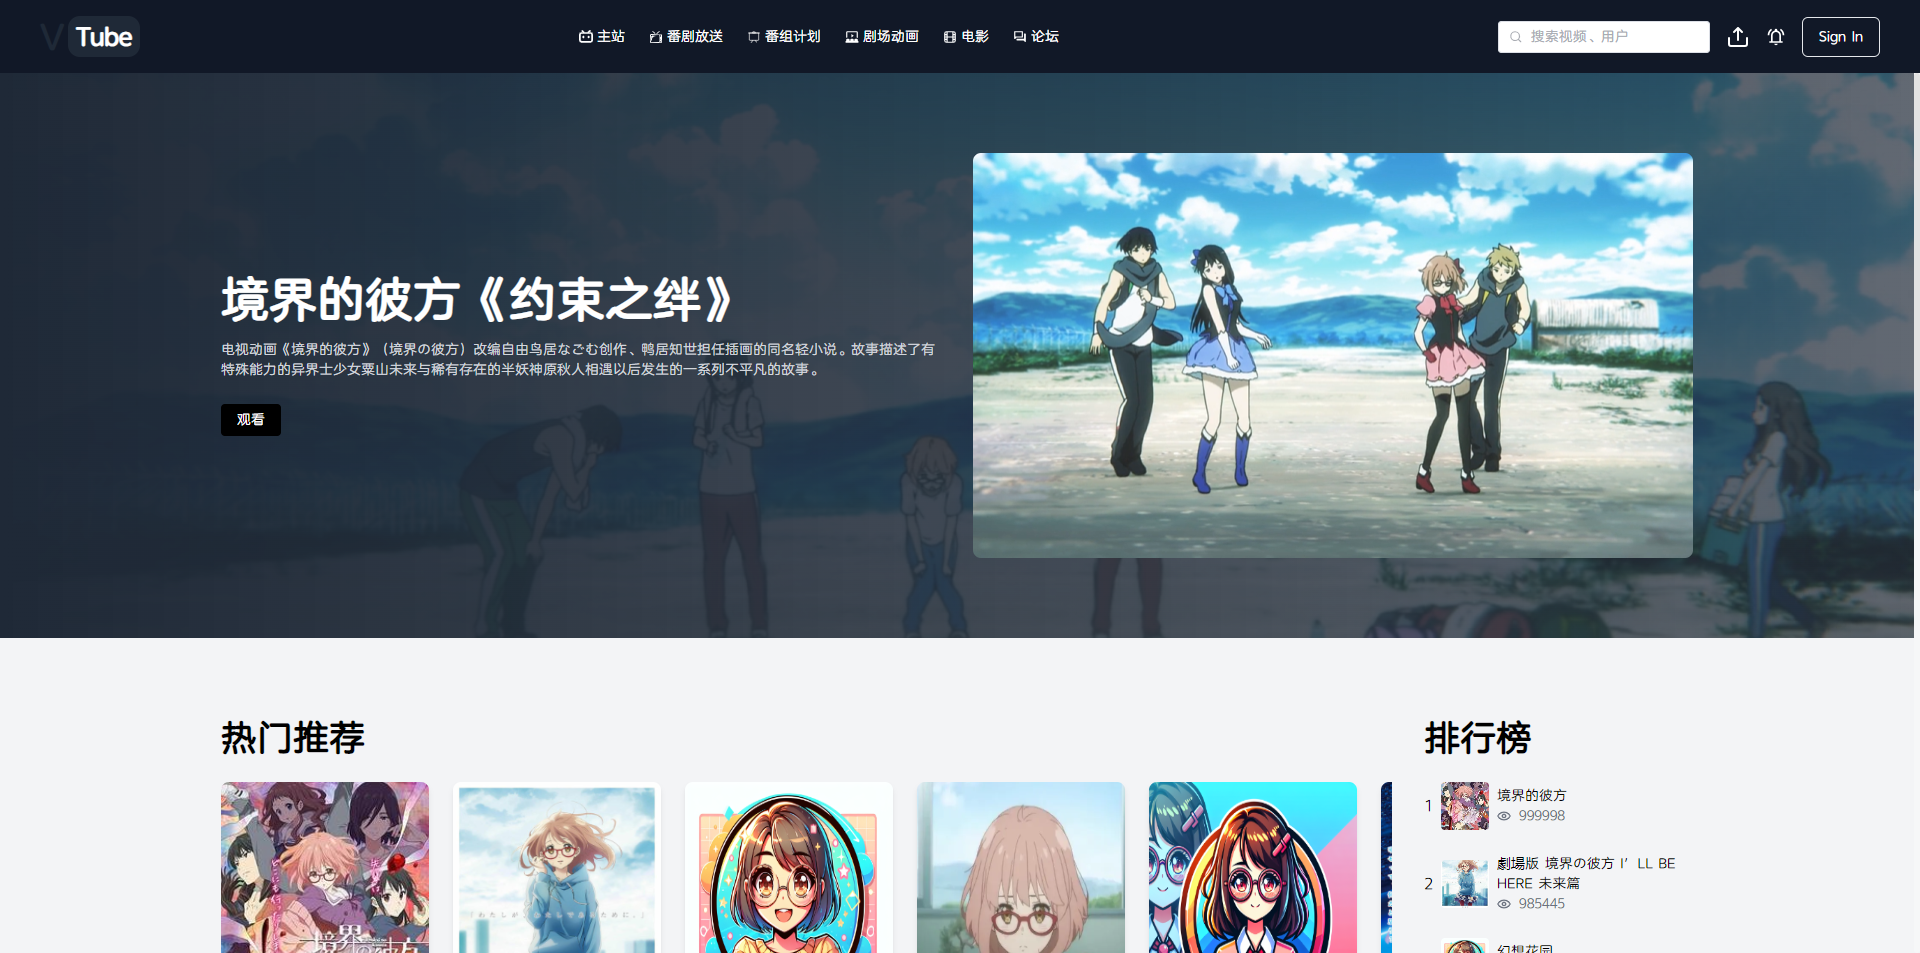 V Tube
主站 番剧放送 番组计划 剧场动画 电影 论坛
搜索视频、用户
Sign In
境界的彼方《约束之绊》
电视动画《境界的彼方》（境界の彼方）改编自由鸟居なごむ创作、鸭居知世担任插画的同名轻小说。故事描述了有
特殊能力的异界士少女粟山未来与稀有存在的半妖神原秋人相遇以后发生的一系列不平凡的故事。
观看
热门推荐
排行榜
1
境界的彼方
999998
2
劇場版 境界の彼方 I' LL BE
HERE 未来篇
985445
幻想花园